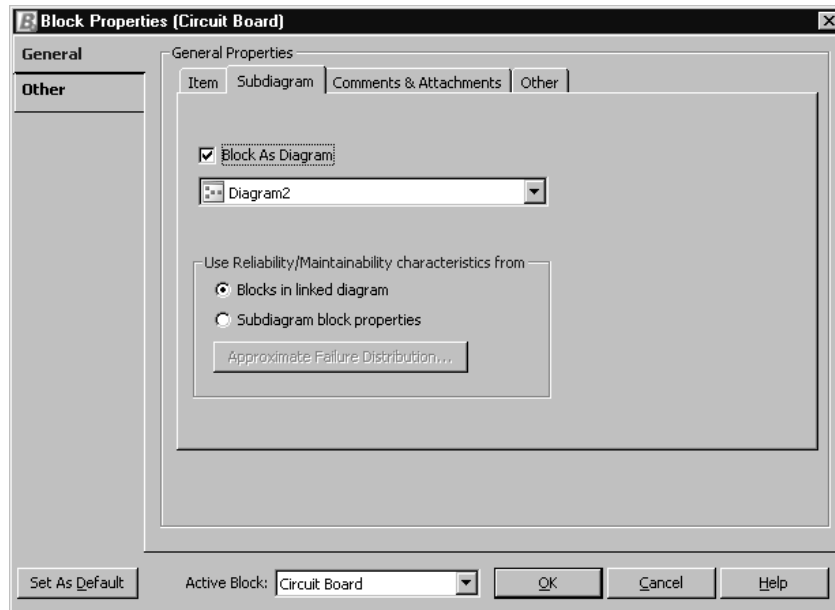 Block Properties (Circuit Board)
General
Other
General Properties
Item
Subdiagram
Comments & Attachments
Other
Block As Diagram
Diagram2
Use Reliability/Maintainability characteristics from
Blocks in linked diagram
Subdiagram block properties
Approximate Failure Distribution...
Set As Default
Active Block:
Circuit Board
OK
Cancel
Help